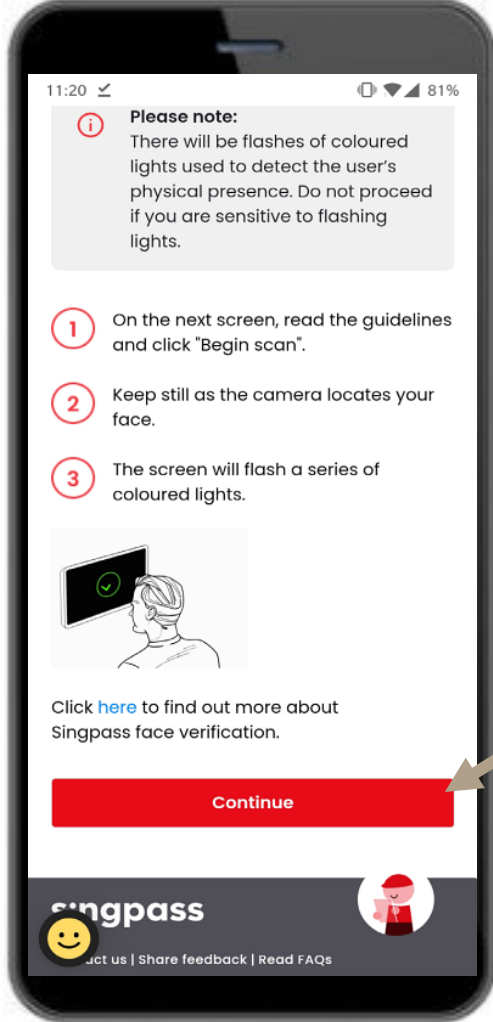 11:20
81%
Please note:
There will be flashes of coloured
lights used to detect the user's
physical presence. Do not proceed
if you are sensitive to flashing
lights.
1 On the next screen, read the guidelines
and click "Begin scan".
2 Keep still as the camera locates your
face.
3 The screen will flash a series of
coloured lights.
Click here to find out more about
Singpass face verification.
Continue
singpass
us | Share feedback | Read FAQs